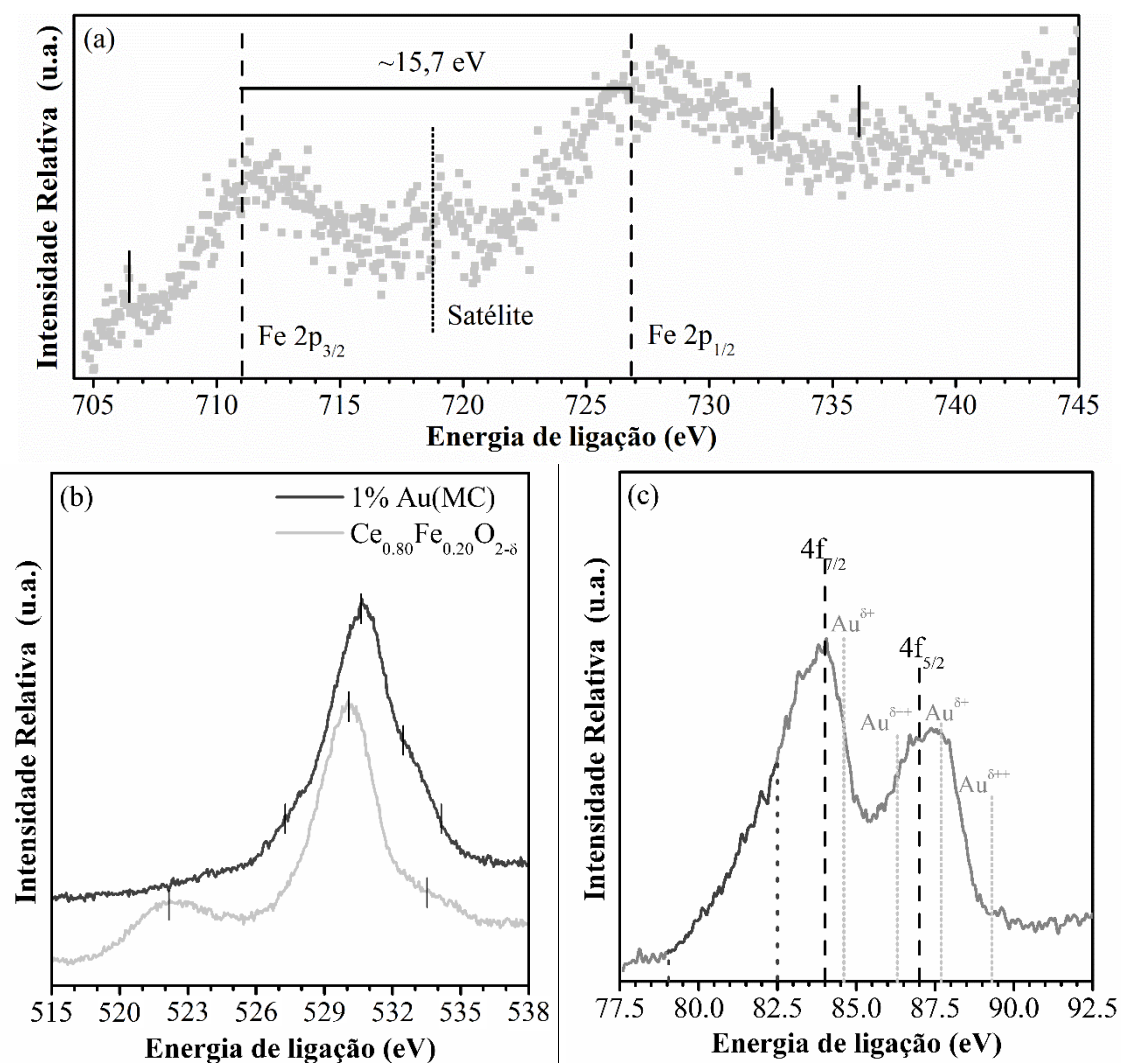 (a)
~15,7 eV
Satélite
Fe 2p3/2
Fe 2p1/2
Intensidade Relativa (u.a.)
705 710 715 720 725 730 735 740 745
Energia de ligação (eV)
(b)
1% Au(MC)
Ce0.80Fe0.20O2-δ
Intensidade Relativa (u.a.)
515 520 523 526 529 532 535 538
Energia de ligação (eV)
(c)
4f7/2
Auδ+
4f5/2
Auδ++
Auδ+
Auδ++
Intensidade Relativa (u.a.)
77.5 80.0 82.5 85.0 87.5 90.0 92.5
Energia de ligação (eV)